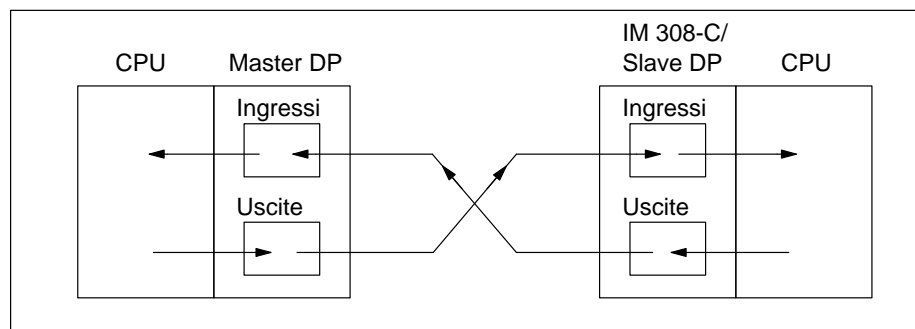 IM 308-C/
CPU Master DP Slave DP CPU
Ingressi Ingressi
Uscite Uscite